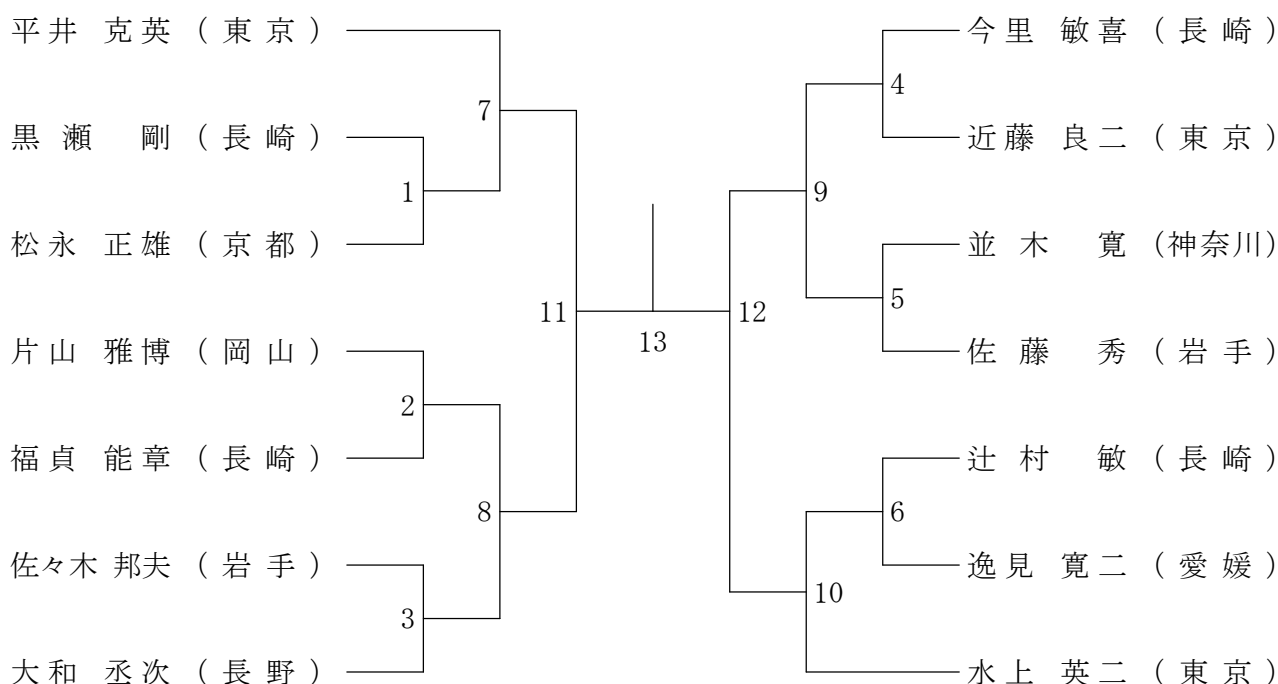 平井 克英 (東京)
7
黒瀬 剛 (長崎)
1
松永 正雄 (京都)
11
片山 雅博 (岡山)
2
福貞 能章 (長崎)
8
佐々木 邦夫 (岩手)
3
大和 丞次 (長野)
13
今里 敏喜 (長崎)
4
近藤 良二 (東京)
9
並木 寛 (神奈川)
5
佐藤 秀 (岩手)
12
辻村 敏 (長崎)
6
逸見 寛二 (愛媛)
10
水上 英二 (東京)